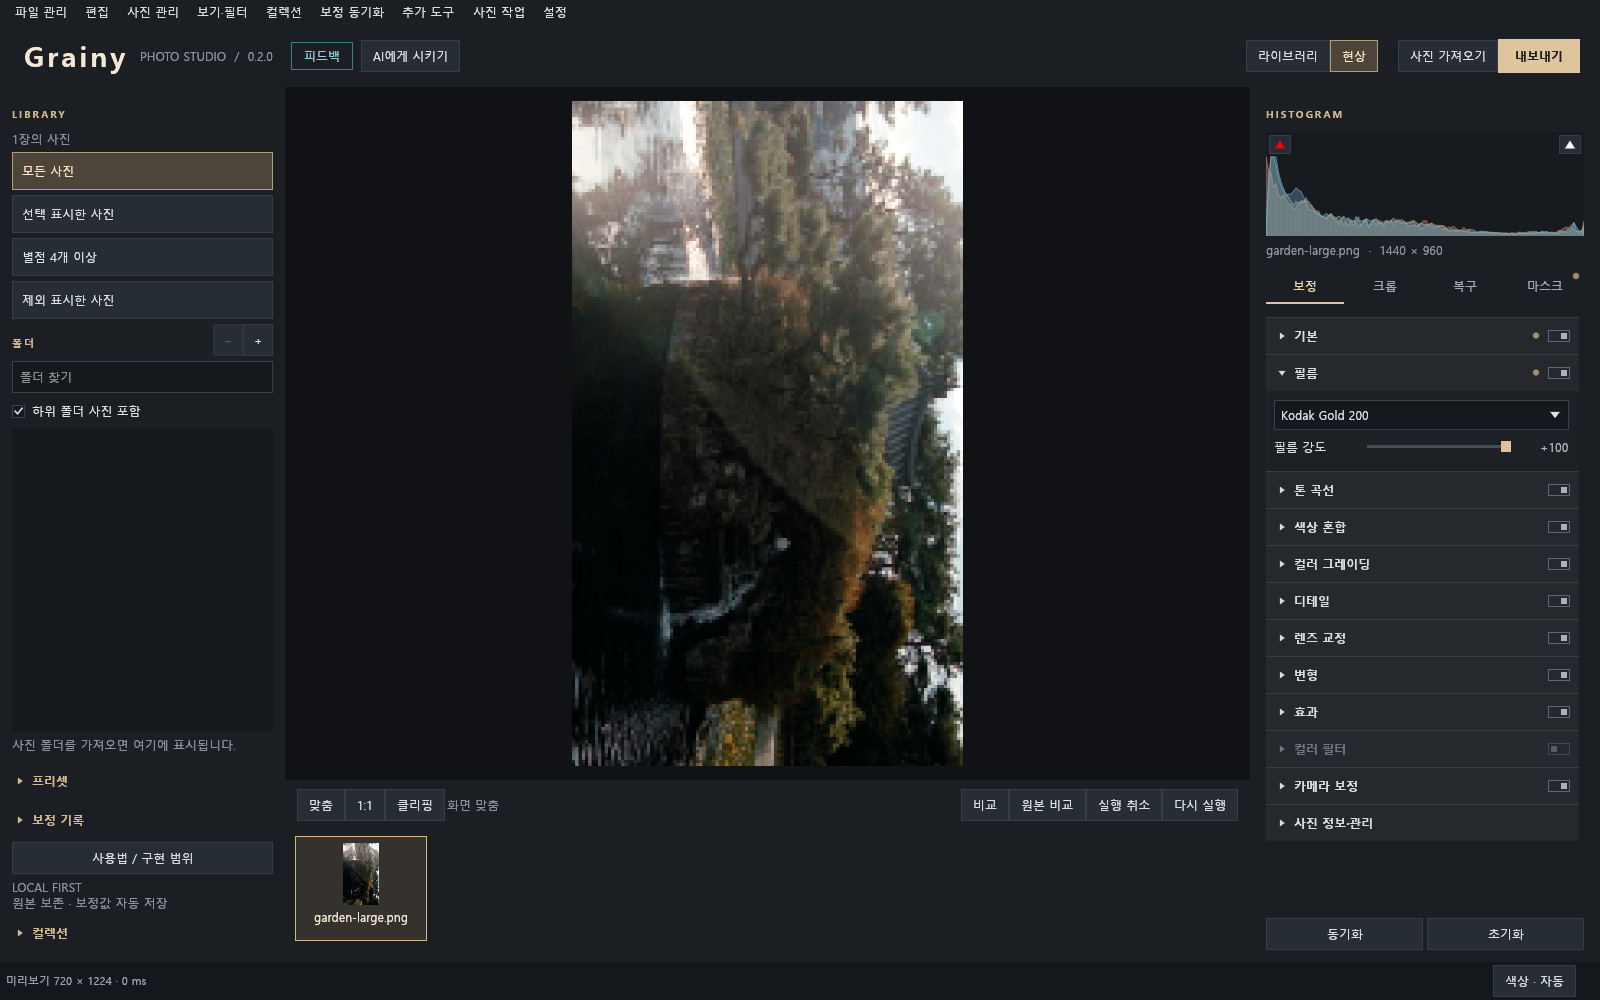 파일 관리 편집 사진 관리 보기·필터 컬렉션 보정 동기화 추가 도구 사진 작업 설정
Grainy PHOTO STUDIO / 0.2.0 피드백 AI에게 시키기 라이브러리 현상 사진 가져오기 내보내기
LIBRARY
1장의 사진
모든 사진
선택 표시한 사진
별점 4개 이상
제외 표시한 사진
폴더 − +
폴더 찾기
하위 폴더 사진 포함
사진 폴더를 가져오면 여기에 표시됩니다.
프리셋
보정 기록
사용법 / 구현 범위
LOCAL FIRST
원본 보존 · 보정값 자동 저장
컬렉션
맞춤 1:1 클리핑 화면 맞춤 비교 원본 비교 실행 취소 다시 실행
garden-large.png
HISTOGRAM
garden-large.png · 1440 × 960
보정 크롭 복구 마스크
기본
필름
Kodak Gold 200
필름 강도 +100
톤 곡선
색상 혼합
컬러 그레이딩
디테일
렌즈 교정
변형
효과
컬러 필터
카메라 보정
사진 정보·관리
동기화 초기화
미리보기 720 × 1224 · 0 ms 색상 · 자동